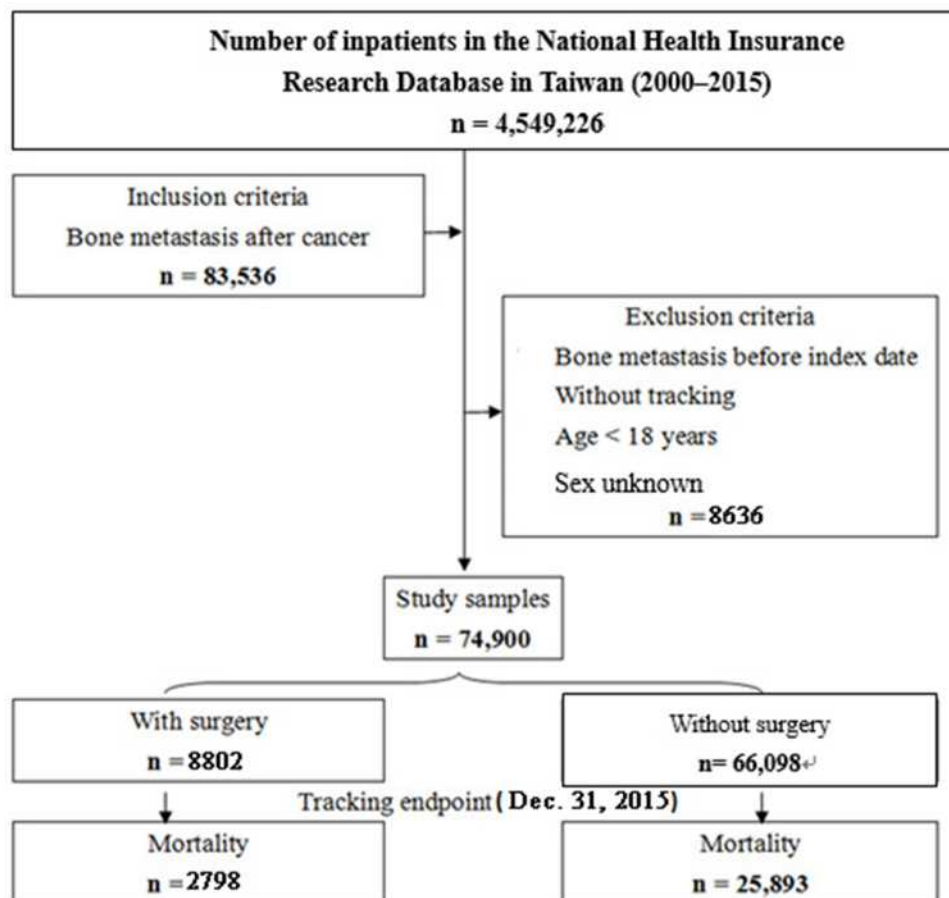 Number of inpatients in the National Health Insurance
Research Database in Taiwan (2000–2015)
n = 4,549,226
Inclusion criteria
Bone metastasis after cancer
n = 83,536
Exclusion criteria
Bone metastasis before index date
Without tracking
Age < 18 years
Sex unknown
n =8636
Study samples
n = 74,900
With surgery
n =8802
Without surgery
n= 66,098↵
Tracking endpoint( Dec. 31, 2015)
Mortality
n =2798
Mortality
n = 25,893